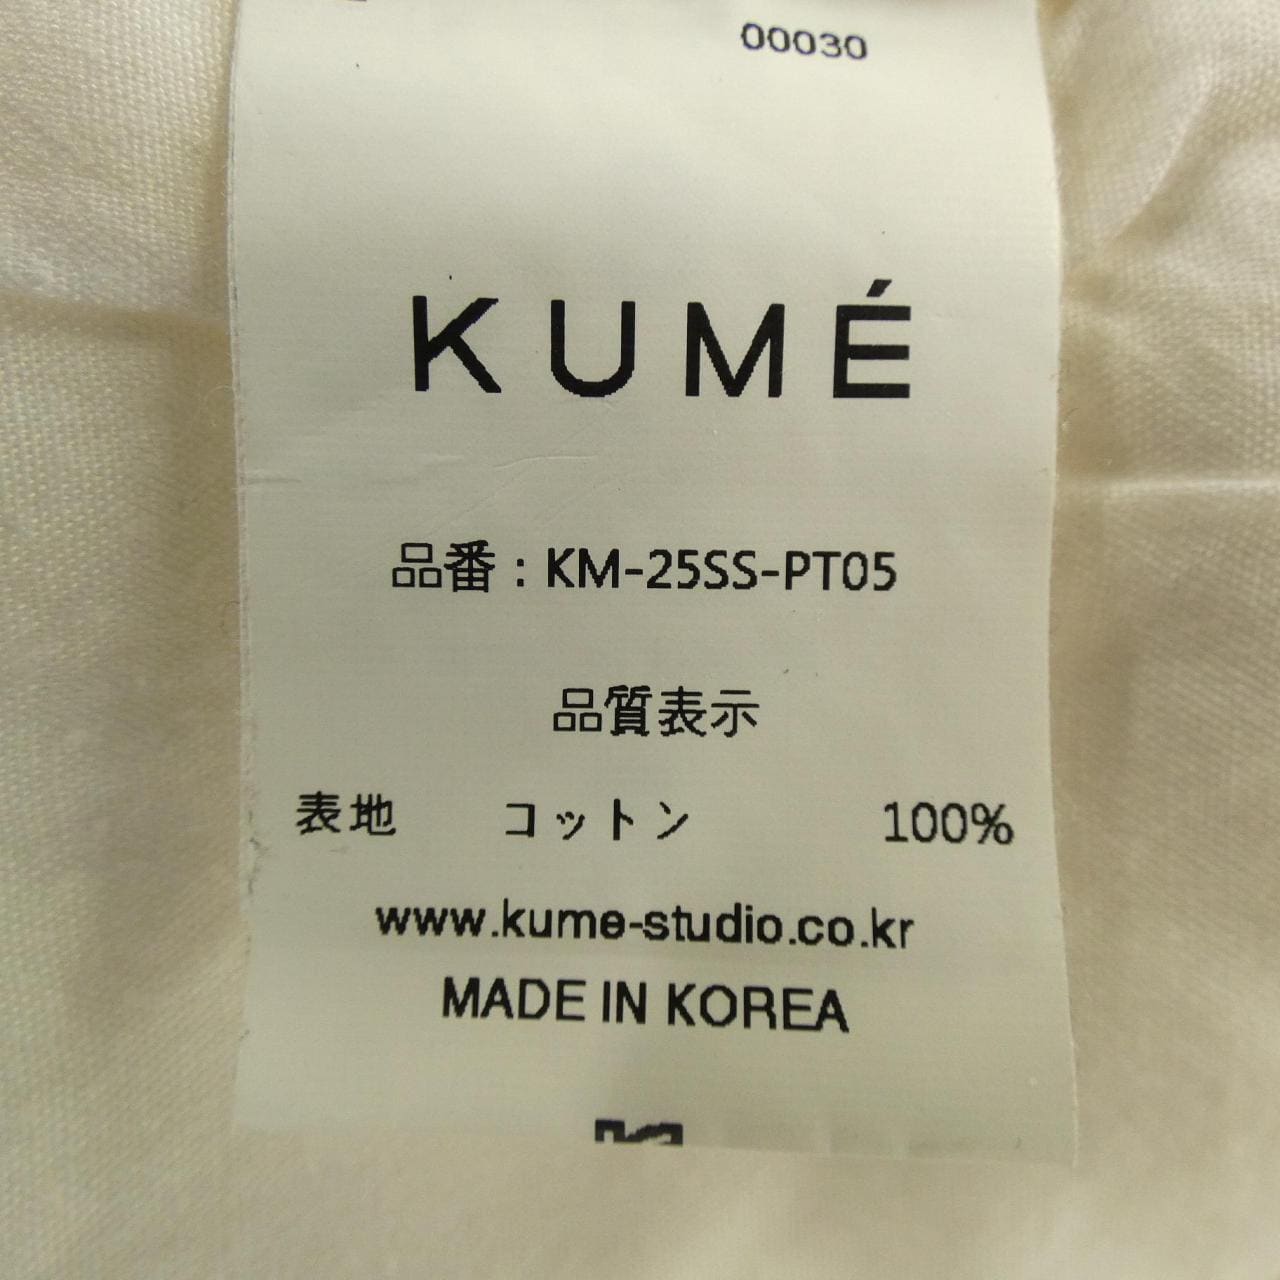 00030
KUMÉ
品番 : KM-25SS-PT05
品質表示
表地 コットン 100%
www.kume-studio.co.kr
MADE IN KOREA